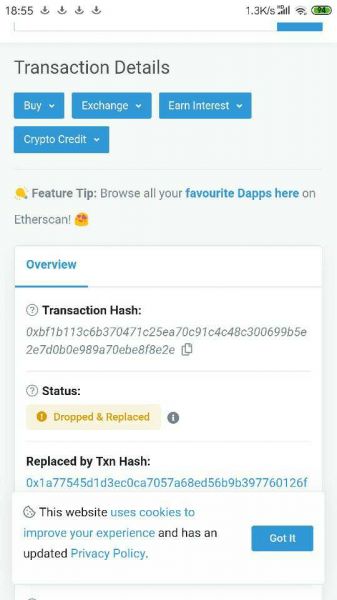 18:55
1.3K/s
94
Transaction Details
Buy
Exchange
Earn Interest
Crypto Credit
Feature Tip: Browse all your favourite Dapps here on
Etherscan!
Overview
Transaction Hash:
0xbf1b113c6b370471c25ea70c91c4c48c300699b5e
2e7d0b0e989a70ebe8f8e2e
Status:
Dropped & Replaced
Replaced by Txn Hash:
0x1a77545d1d3ec0ca7057a68ed56b9b397760126f
This website uses cookies to
improve your experience and has an
updated Privacy Policy.
Got It